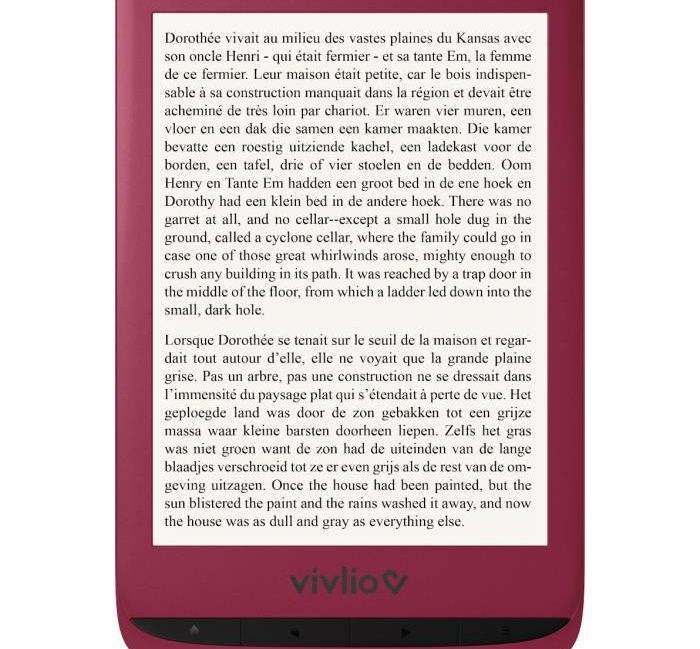 Dorothée vivait au milieu des vastes plaines du Kansas avec
son oncle Henri - qui était fermier - et sa tante Em, la femme
de ce fermier. Leur maison était petite, car le bois indispen-
sable à sa construction manquait dans la région et devait être
acheminé de très loin par chariot. Er waren vier muren, een
vloer en een dak die samen een kamer maakten. Die kamer
bevatte een roestig uitziende kachel, een ladekast voor de
borden, een tafel, drie of vier stoelen en de bedden. Oom
Henry en Tante Em hadden een groot bed in de ene hoek en
Dorothy had een klein bed in de andere hoek. There was no
garret at all, and no cellar--except a small hole dug in the
ground, called a cyclone cellar, where the family could go in
case one of those great whirlwinds arose, mighty enough to
crush any building in its path. It was reached by a trap door in
the middle of the floor, from which a ladder led down into the
small, dark hole.
Lorsque Dorothée se tenait sur le seuil de la maison et regar-
dait tout autour d'elle, elle ne voyait que la grande plaine
grise. Pas un arbre, pas une construction ne se dressait dans
l'immensité du paysage plat qui s'étendait à perte de vue. Het
geploegde land was door de zon gebakken tot een grijze
massa waar kleine barsten doorheen liepen. Zelfs het gras
was niet groen want de zon had de uiteinden van de lange
blaadjes verschroeid tot ze er even grijs als de rest van de om-
geving uitzagen. Once the house had been painted, but the
sun blistered the paint and the rains washed it away, and now
the house was as dull and gray as everything else.
vivlio